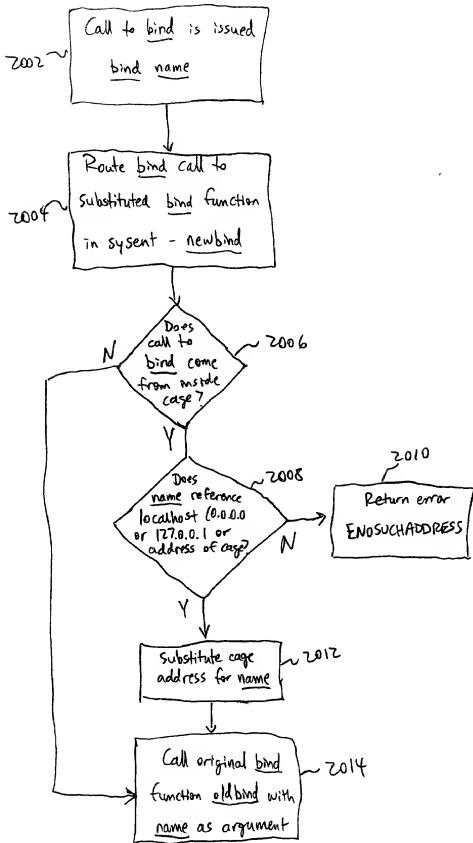 Call to bind is issued
bind name
2002
Route bind call to
substituted bind function
in sysent - newbind
2004
Does
call to
bind come
from inside
cage?
2006
N
Y
Does
name reference
localhost (0.0.0.0
or 127.0.0.1 or
address of cage?
2008
N
2010
Return error
ENOSUCHADDRESS
Y
Substitute cage
address for name
2012
Call original bind
function oldbind with
name as argument
2014